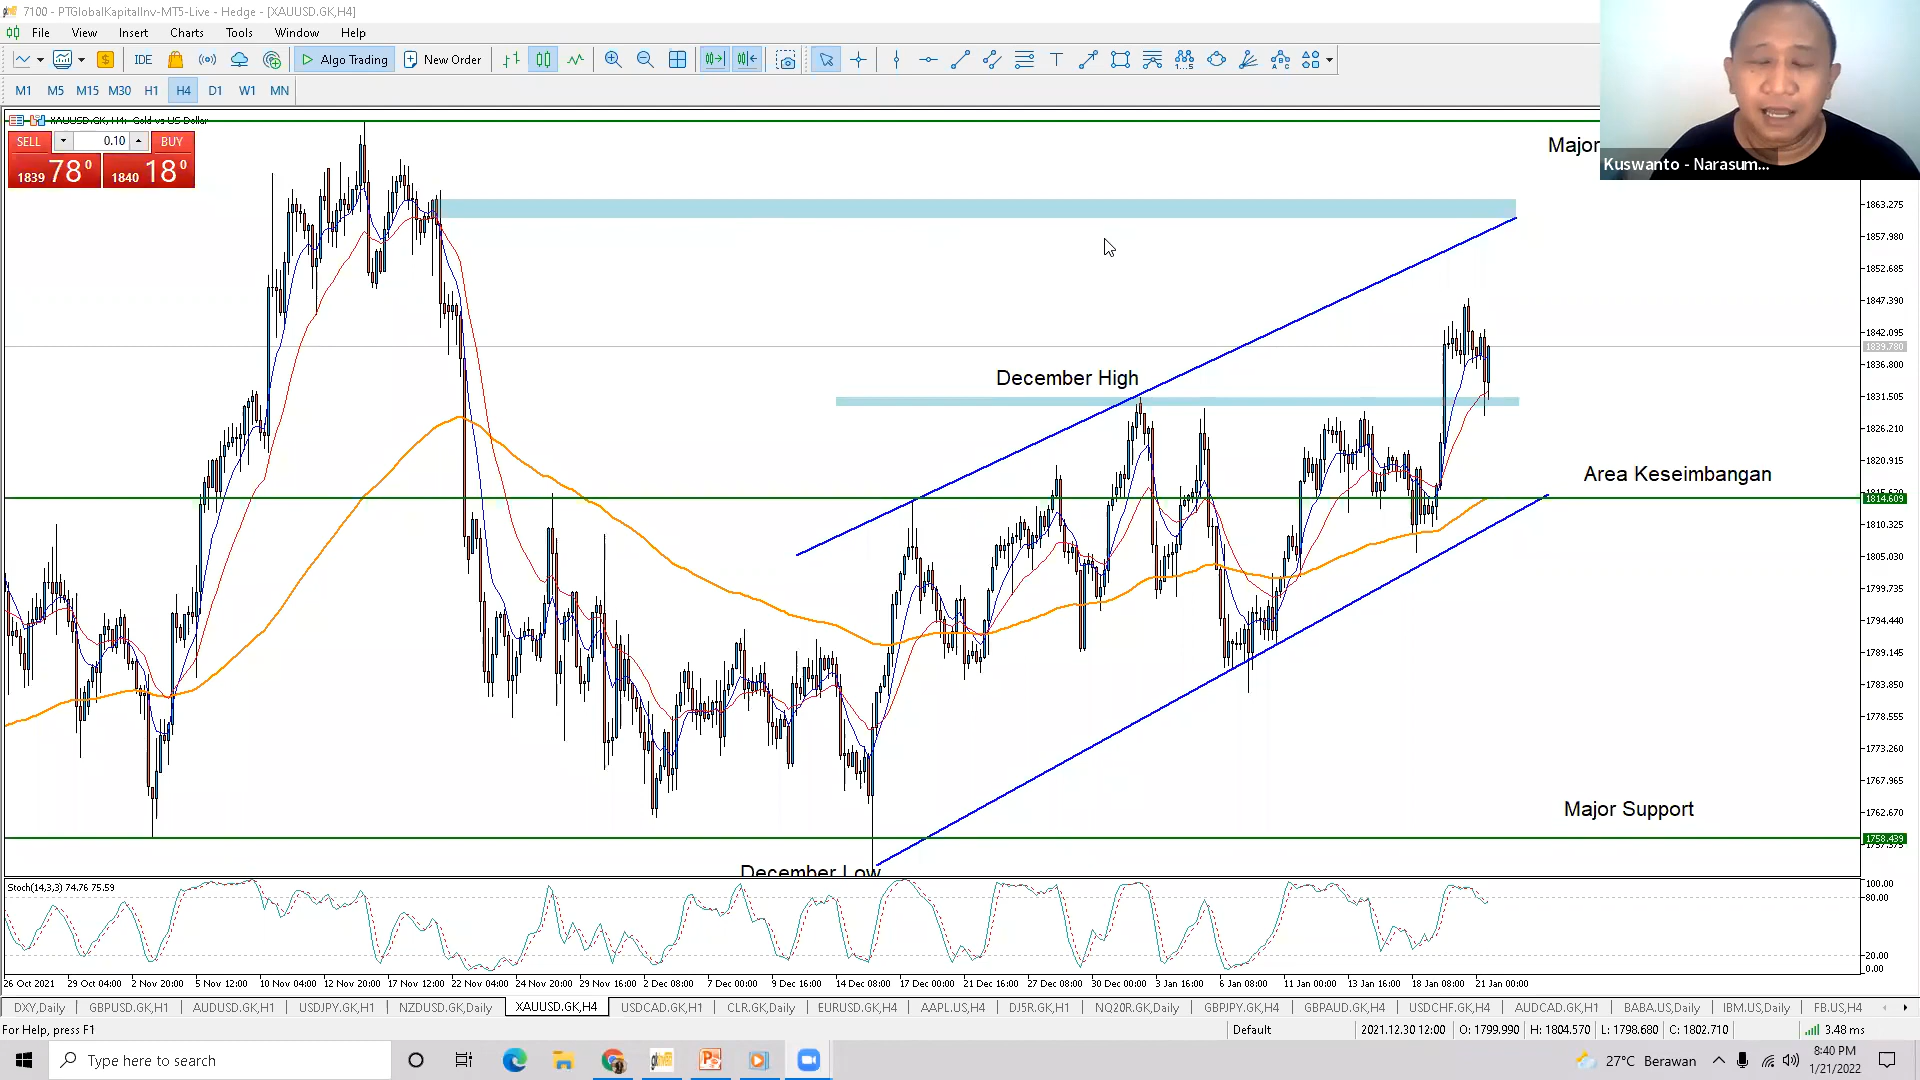 7100 - PTGlobalKapitalInv-MT5-Live - Hedge - [XAUUSD.GK,H4]
File View Insert Charts Tools Window Help
IDE Algo Trading New Order
M1 M5 M15 M30 H1 H4 D1 W1 MN
XAUUSD.GK, H4: Gold vs US Dollar
SELL 0.10 BUY
1839 78 0 1840 18 0
Major
Kuswanto - Narasum...
1863.275
1857.980
1852.685
1847.390
1842.095
1839.780
1836.800
December High
1831.505
1826.210
1820.915
Area Keseimbangan
1814.609
1810.325
1805.030
1799.735
1794.440
1789.145
1783.850
1778.555
1773.260
1767.965
1762.670
Major Support
1758.439
1757.375
December Low
Stoch(14,3,3) 74.76 75.59
100.00
80.00
20.00
0.00
26 Oct 2021 29 Oct 04:00 2 Nov 20:00 5 Nov 12:00 10 Nov 04:00 12 Nov 20:00 17 Nov 12:00 22 Nov 04:00 24 Nov 20:00 29 Nov 16:00 2 Dec 08:00 7 Dec 00:00 9 Dec 16:00 14 Dec 08:00 17 Dec 00:00 21 Dec 16:00 27 Dec 08:00 30 Dec 00:00 3 Jan 16:00 6 Jan 08:00 11 Jan 00:00 13 Jan 16:00 18 Jan 08:00 21 Jan 00:00
DXY,Daily GBPUSD.GK,H1 AUDUSD.GK,H1 USDJPY.GK,H1 NZDUSD.GK,Daily XAUUSD.GK,H4 USDCAD.GK,H1 CLR.GK,Daily EURUSD.GK,H4 AAPL.US,H4 DJ5R.GK,H1 NQ20R.GK,Daily GBPJPY.GK,H4 GBPAUD.GK,H4 USDCHF.GK,H4 AUDCAD.GK,H1 BABA.US,Daily IBM.US,Daily FB.US,H4
For Help, press F1 Default 2021.12.30 12:00 O: 1799.990 H: 1804.570 L: 1798.680 C: 1802.710 3.48 ms
Type here to search 27°C Berawan 8:40 PM
1/21/2022